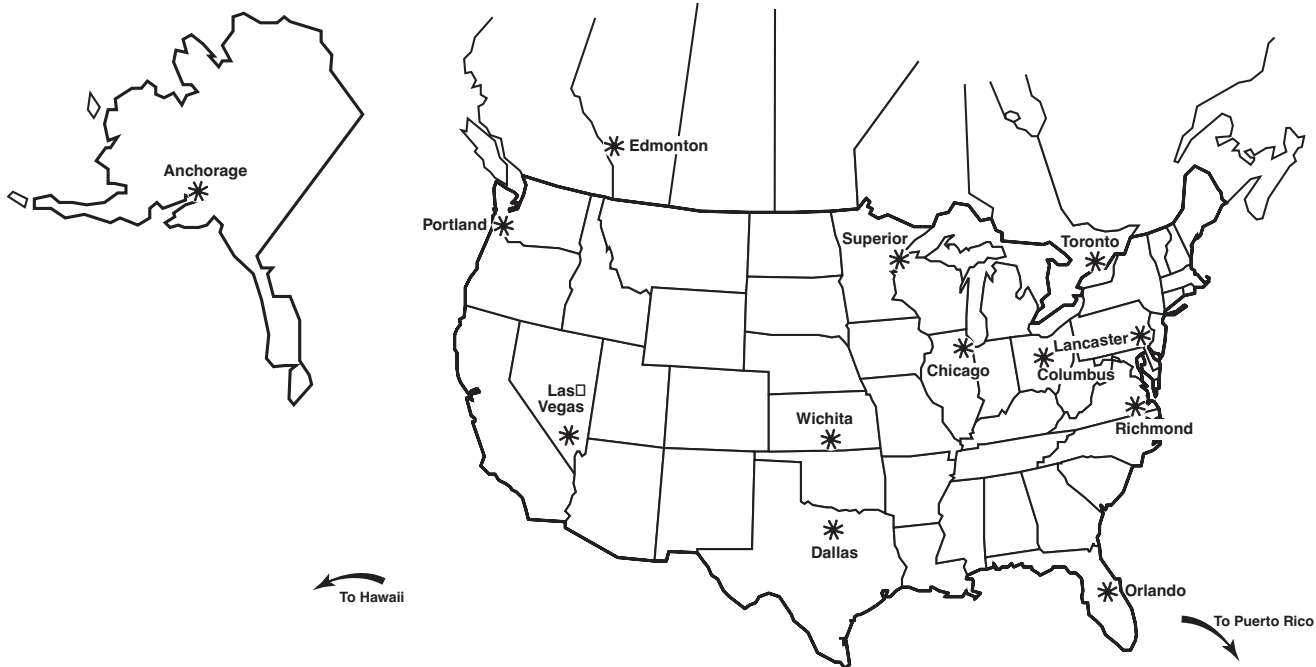 Edmonton
Anchorage
Portland
Superior
Toronto
Lancaster
Chicago
Columbus
Las□
Vegas
Wichita
Richmond
Dallas
Orlando
To Hawaii
To Puerto Rico